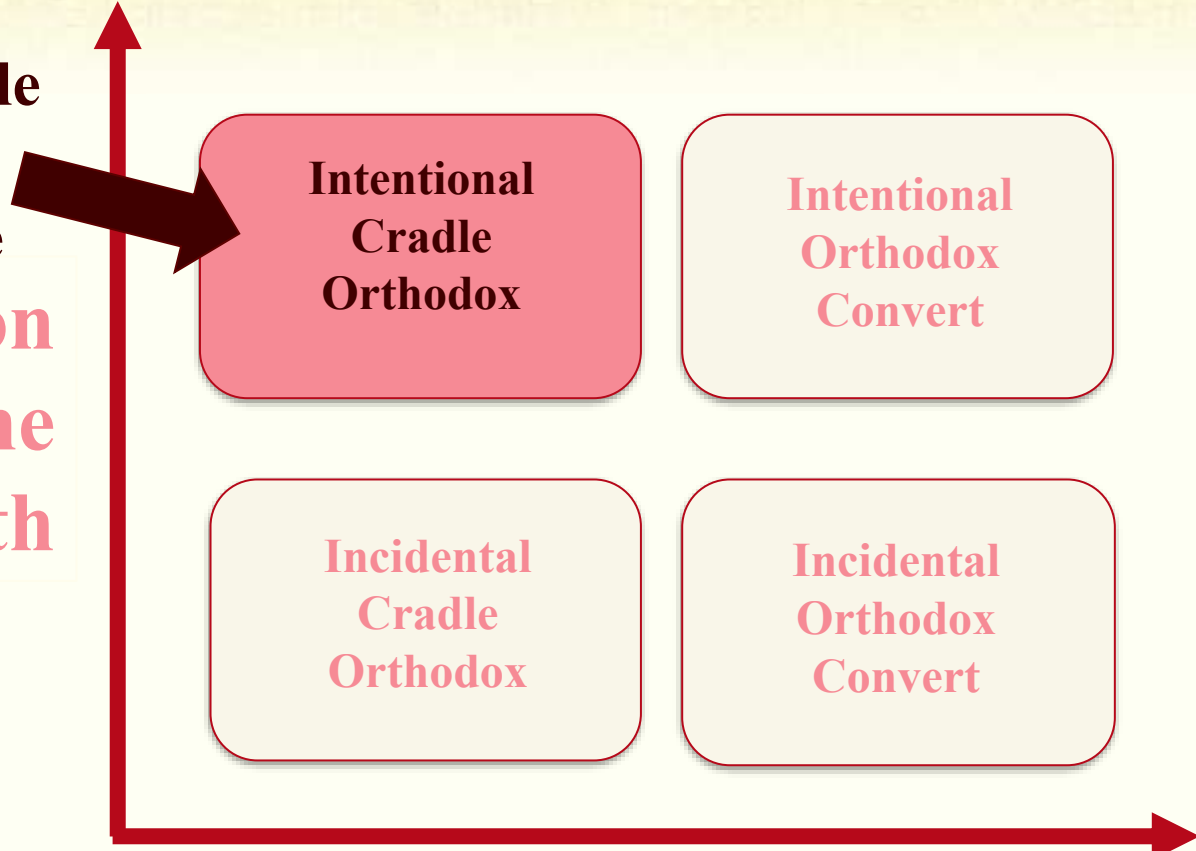 Intentional
Cradle
Orthodox
Intentional
Orthodox
Convert
Incidental
Cradle
Orthodox
Incidental
Orthodox
Convert